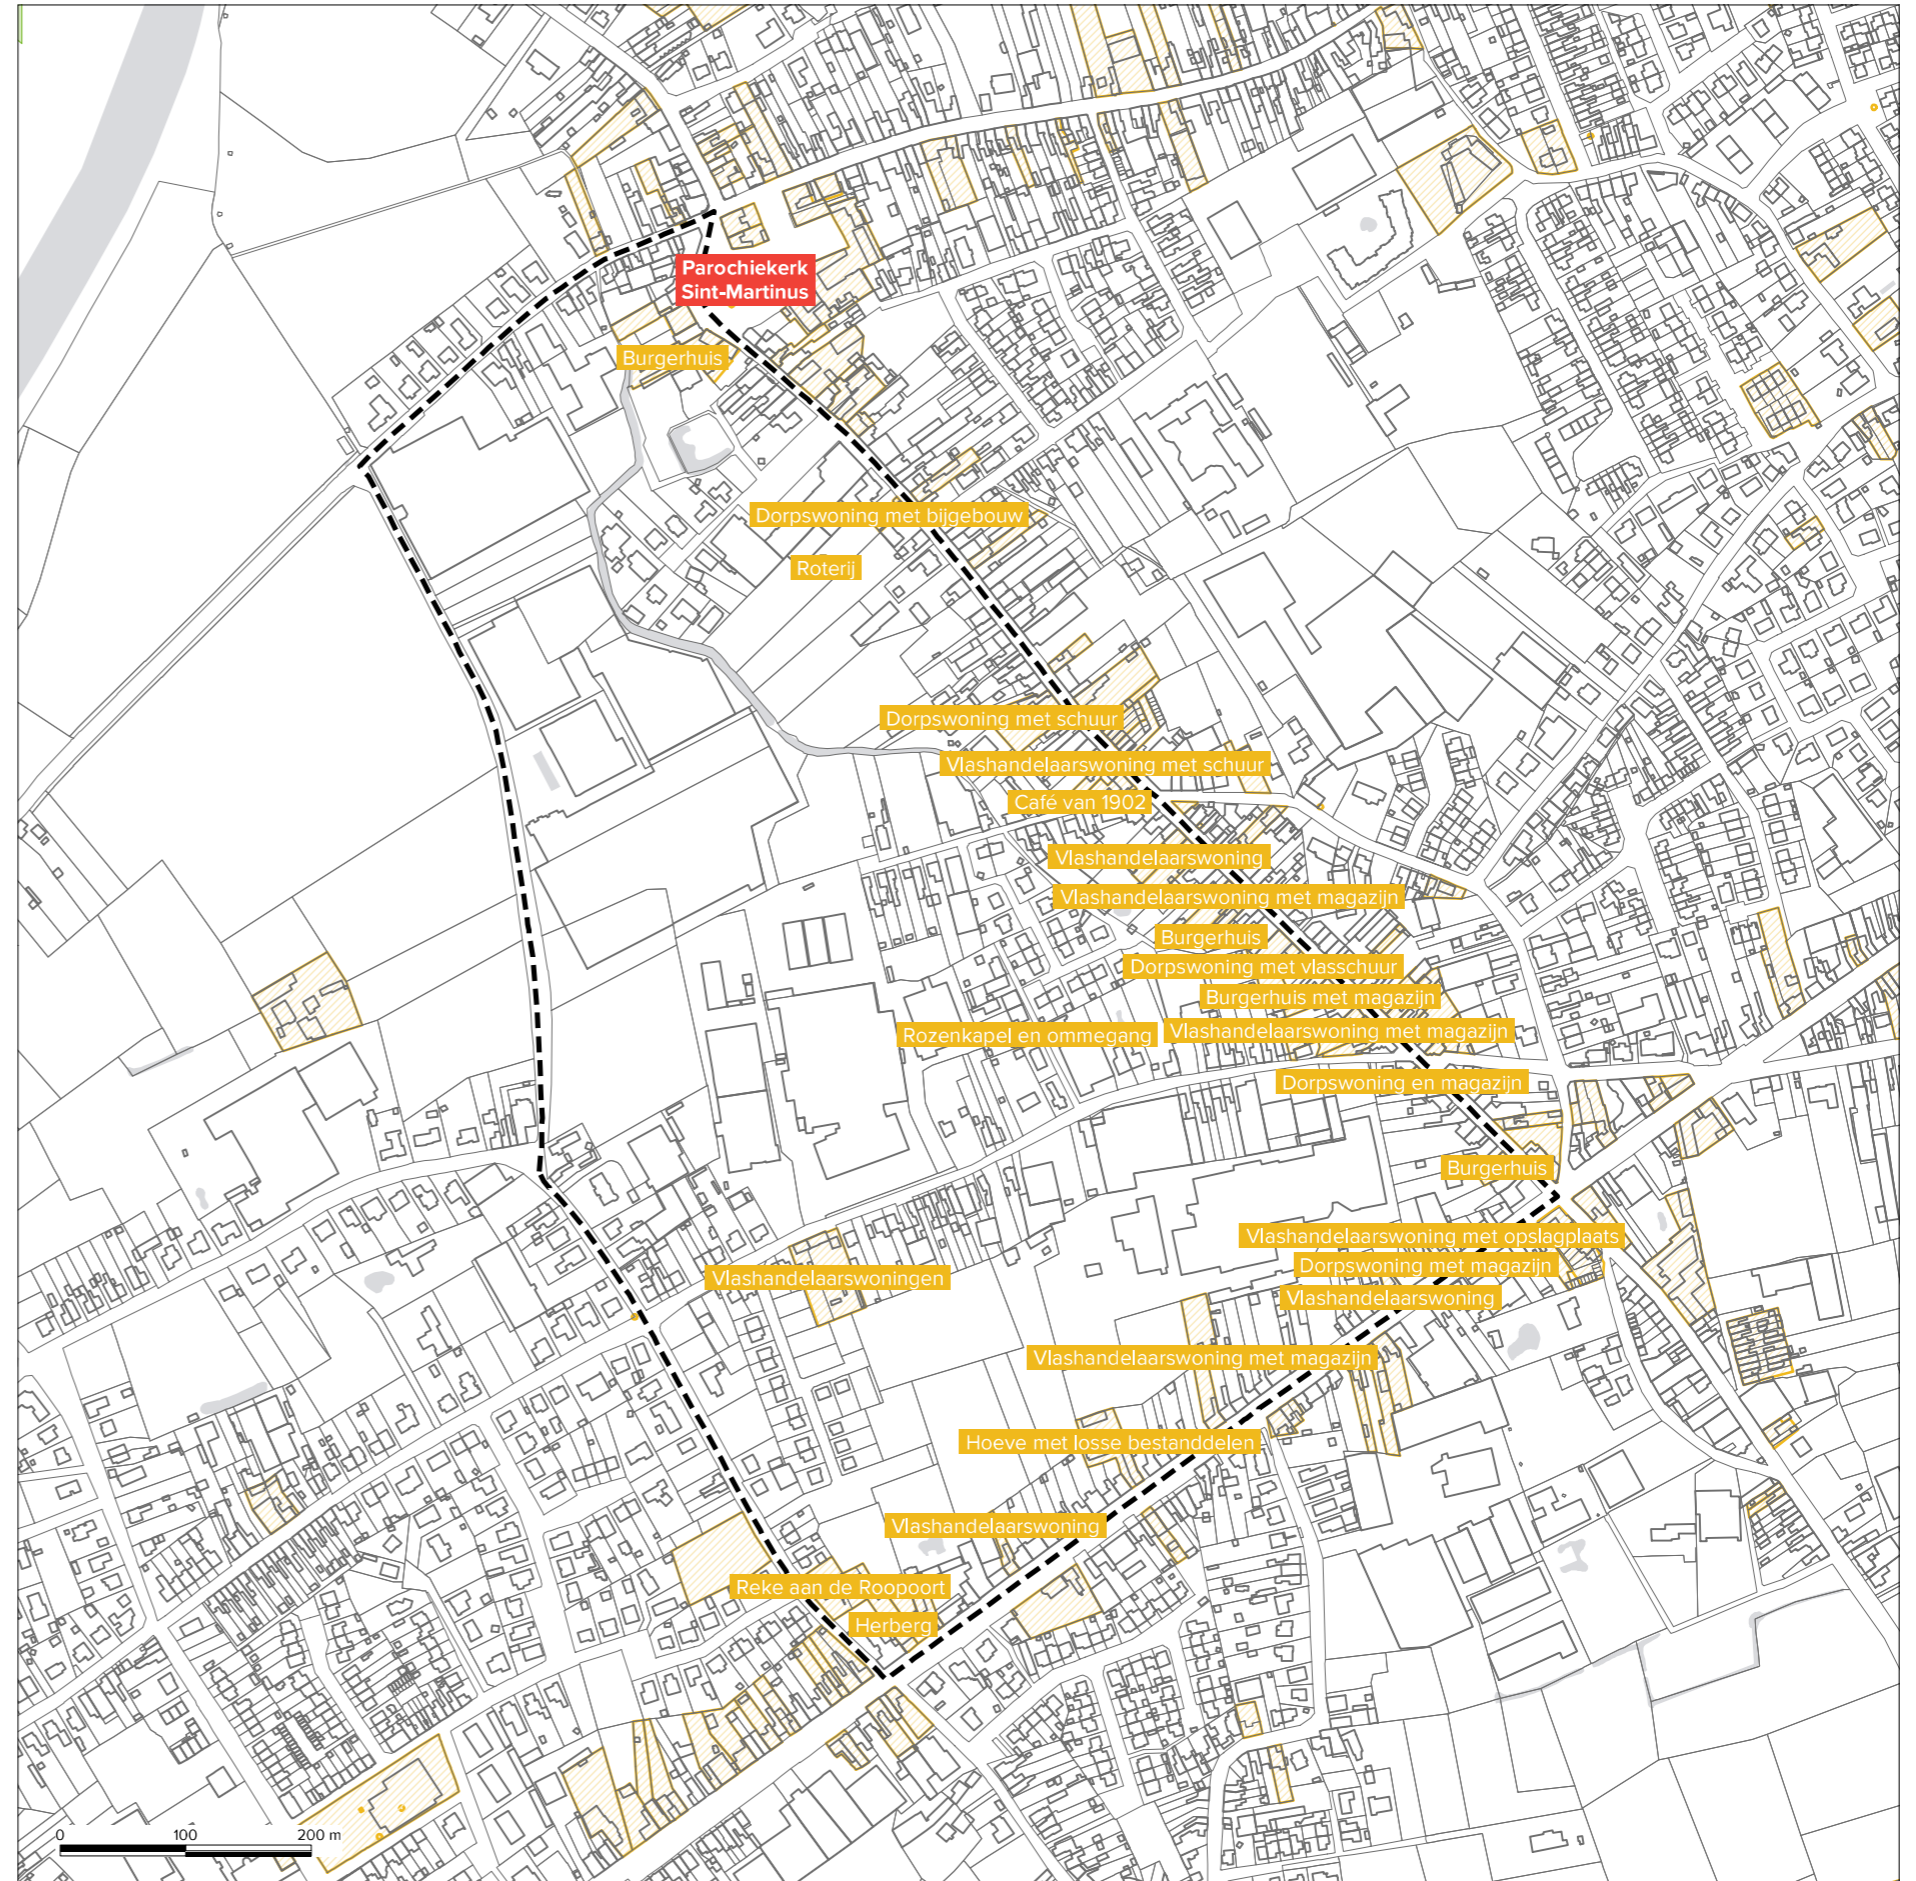 Parochiekerk
Sint-Martinus
Burgerhuis
Dorpswoning met bijgebouw
Roterij
Dorpswoning met schuur
Vlashandelaarswoning met schuur
Café van 1902
Vlashandelaarswoning
Vlashandelaarswoning met magazijn
Burgerhuis
Dorpswoning met vlasschuur
Burgerhuis met magazijn
Rozenkapel en ommegang
Vlashandelaarswoning met magazijn
Dorpswoning en magazijn
Burgerhuis
Vlashandelaarswoning met opslagplaats
Dorpswoning met magazijn
Vlashandelaarswoningen
Vlashandelaarswoning
Vlashandelaarswoning met magazijn
Hoeve met losse bestanddelen
Vlashandelaarswoning
Reke aan de Roopoort
Herberg
0 100 200 m